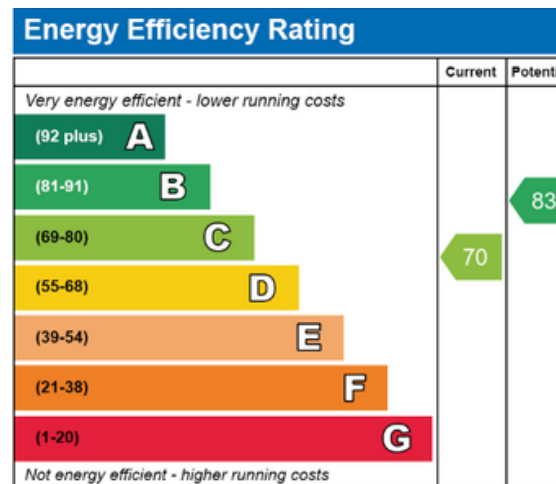 Energy Efficiency Rating
Current Potenti
Very energy efficient - lower running costs
(92 plus) A
(81-91) B
83
(69-80) C
70
(55-68) D
(39-54) E
(21-38) F
(1-20) G
Not energy efficient - higher running costs